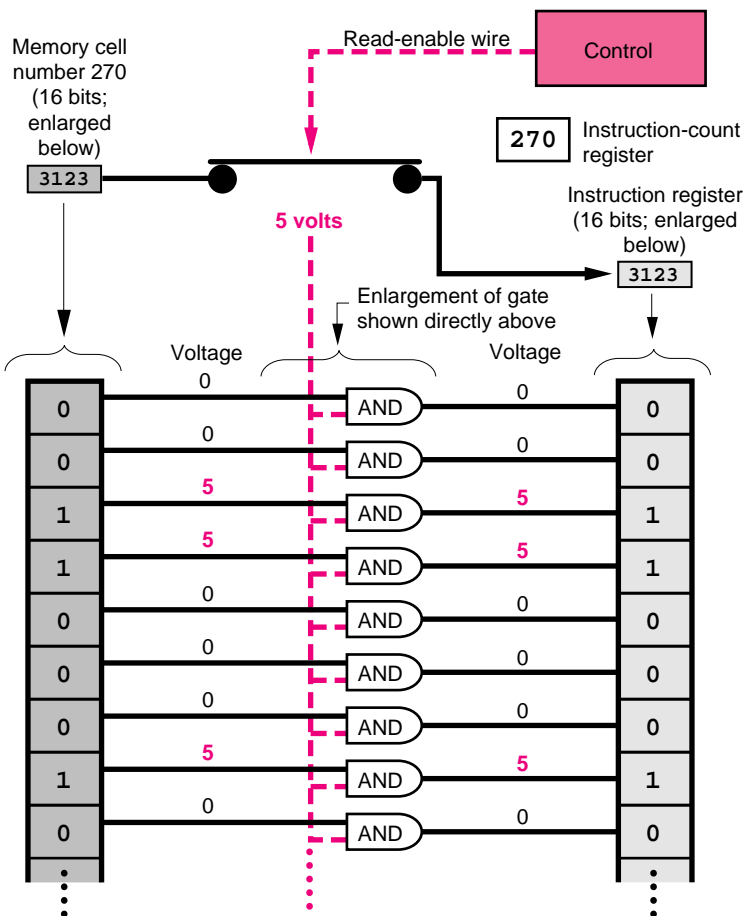 Memory cell
number 270
(16 bits;
enlarged
below)
3123
Read-enable wire
Control
270
Instruction-count
register
Instruction register
(16 bits; enlarged
below)
3123
5 volts
Enlargement of gate
shown directly above
Voltage
Voltage
0 0 AND 0 0
0 0 AND 0 0
1 5 AND 5 1
1 5 AND 5 1
0 0 AND 0 0
0 0 AND 0 0
0 0 AND 0 0
1 5 AND 5 1
0 0 AND 0 0